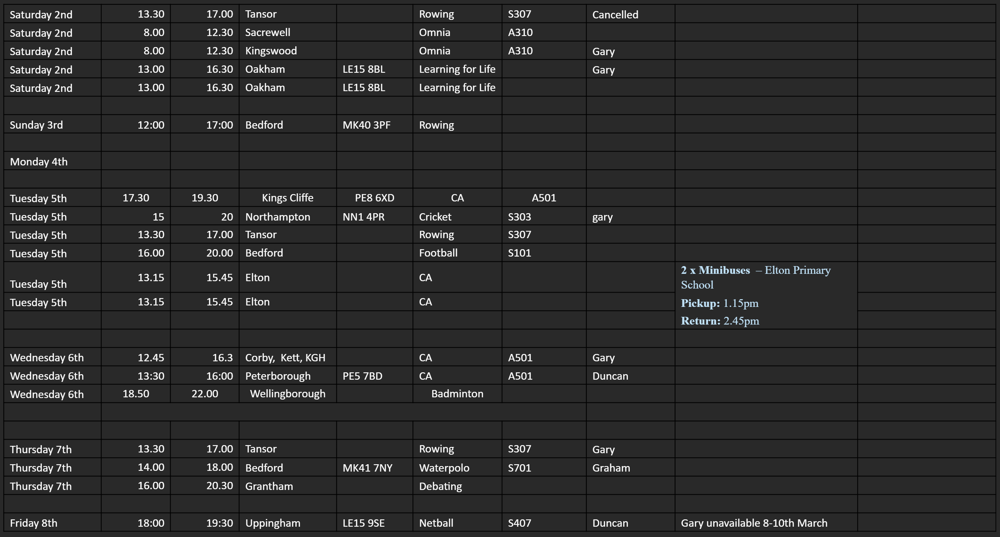 Saturday 2nd 13.30 17.00 Tansor Rowing S307 Cancelled
Saturday 2nd 8.00 12.30 Sacrewell Omnia A310
Saturday 2nd 8.00 12.30 Kingswood Omnia A310 Gary
Saturday 2nd 13.00 16.30 Oakham LE15 8BL Learning for Life Gary
Saturday 2nd 13.00 16.30 Oakham LE15 8BL Learning for Life
Sunday 3rd 12:00 17:00 Bedford MK40 3PF Rowing
Monday 4th
Tuesday 5th 17.30 19.30 Kings Cliffe PE8 6XD CA A501
Tuesday 5th 15 20 Northampton NN1 4PR Cricket S303 gary
Tuesday 5th 13.30 17.00 Tansor Rowing S307
Tuesday 5th 16.00 20.00 Bedford Football S101
Tuesday 5th 13.15 15.45 Elton CA
2 x Minibuses – Elton Primary
School
Tuesday 5th 13.15 15.45 Elton CA
Pickup: 1.15pm
Return: 2.45pm
Wednesday 6th 12.45 16.3 Corby, Kett, KGH CA A501 Gary
Wednesday 6th 13:30 16:00 Peterborough PE5 7BD CA A501 Duncan
Wednesday 6th 18.50 22.00 Wellingborough Badminton
Thursday 7th 13.30 17.00 Tansor Rowing S307 Gary
Thursday 7th 14.00 18.00 Bedford MK41 7NY Waterpolo S701 Graham
Thursday 7th 16.00 20.30 Grantham Debating
Friday 8th 18:00 19:30 Uppingham LE15 9SE Netball S407 Duncan Gary unavailable 8-10th March